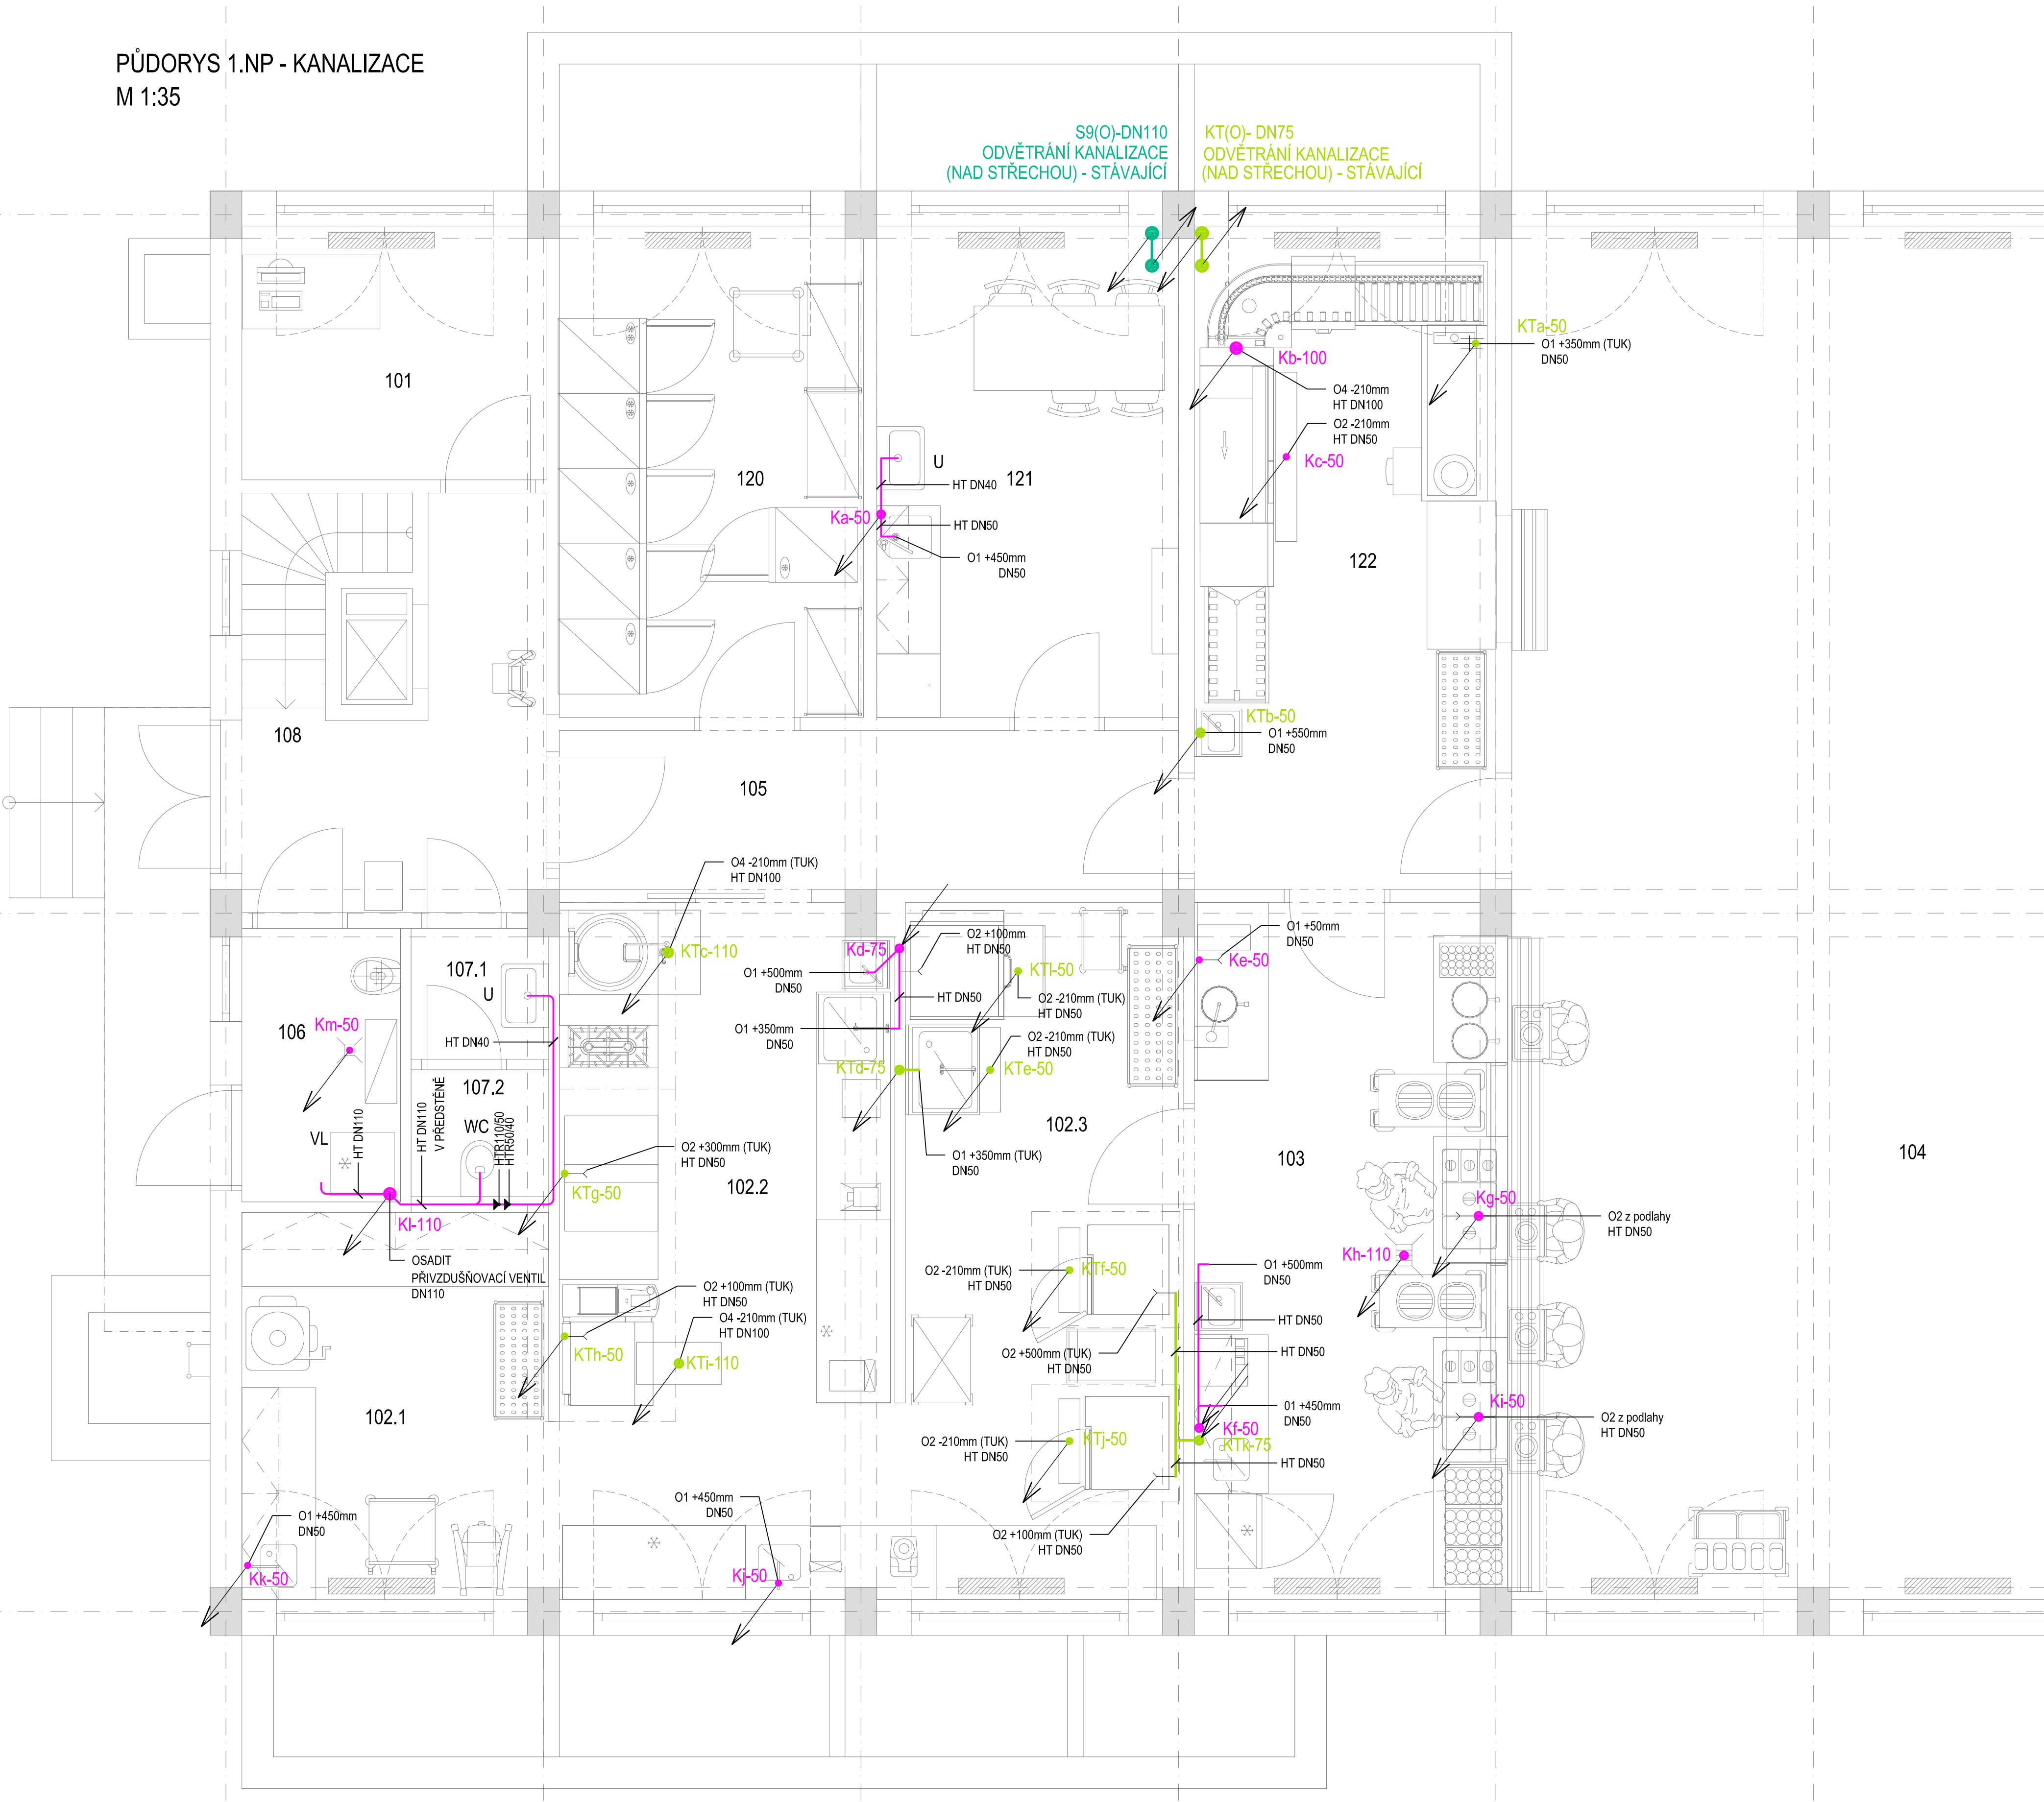 PŮDORYS 1.NP - KANALIZACE
M 1:35
S9(O)-DN110
ODVĚTRÁNÍ KANALIZACE
(NAD STŘECHOU) - STÁVAJÍCÍ
KT(O)- DN75
ODVĚTRÁNÍ KANALIZACE
(NAD STŘECHOU) - STÁVAJÍCÍ
KTa-50
O1 +350mm (TUK)
DN50
Kb-100
O4 -210mm
HT DN100
O2 -210mm
HT DN50
Kc-50
101
120
U
HT DN40
121
Ka-50
HT DN50
O1 +450mm
DN50
122
KTb-50
O1 +550mm
DN50
108
105
O4 -210mm (TUK)
HT DN100
KTc-110
Kd-75
O2 +100mm
HT DN50
O1 +500mm
DN50
HT DN50
O1 +350mm
DN50
KTl-50
O2 -210mm (TUK)
HT DN50
O2 -210mm (TUK)
HT DN50
KTd-75
KTe-50
O1 +50mm
DN50
Ke-50
107.1
U
106
Km-50
HT DN40
107.2
WC
VL
HT DN110
HT DN110
V PŘEDSTĚNĚ
HTR110/50
HTR50/40
Kl-110
OSADIT
PŘIVZDUŠŇOVACÍ VENTIL
DN110
102.3
O1 +350mm (TUK)
DN50
O2 +300mm (TUK)
HT DN50
KTg-50
102.2
103
104
Kg-50
O2 z podlahy
HT DN50
Kh-110
O1 +500mm
DN50
O2 -210mm (TUK)
HT DN50
KTf-50
O2 +100mm (TUK)
HT DN50
O4 -210mm (TUK)
HT DN100
KTh-50
KTi-110
HT DN50
O2 +500mm (TUK)
HT DN50
HT DN50
01 +450mm
DN50
Kf-50
KTk-75
Ki-50
O2 z podlahy
HT DN50
102.1
O2 -210mm (TUK)
HT DN50
KTj-50
HT DN50
O1 +450mm
DN50
O1 +450mm
DN50
O2 +100mm (TUK)
HT DN50
Kk-50
Kj-50